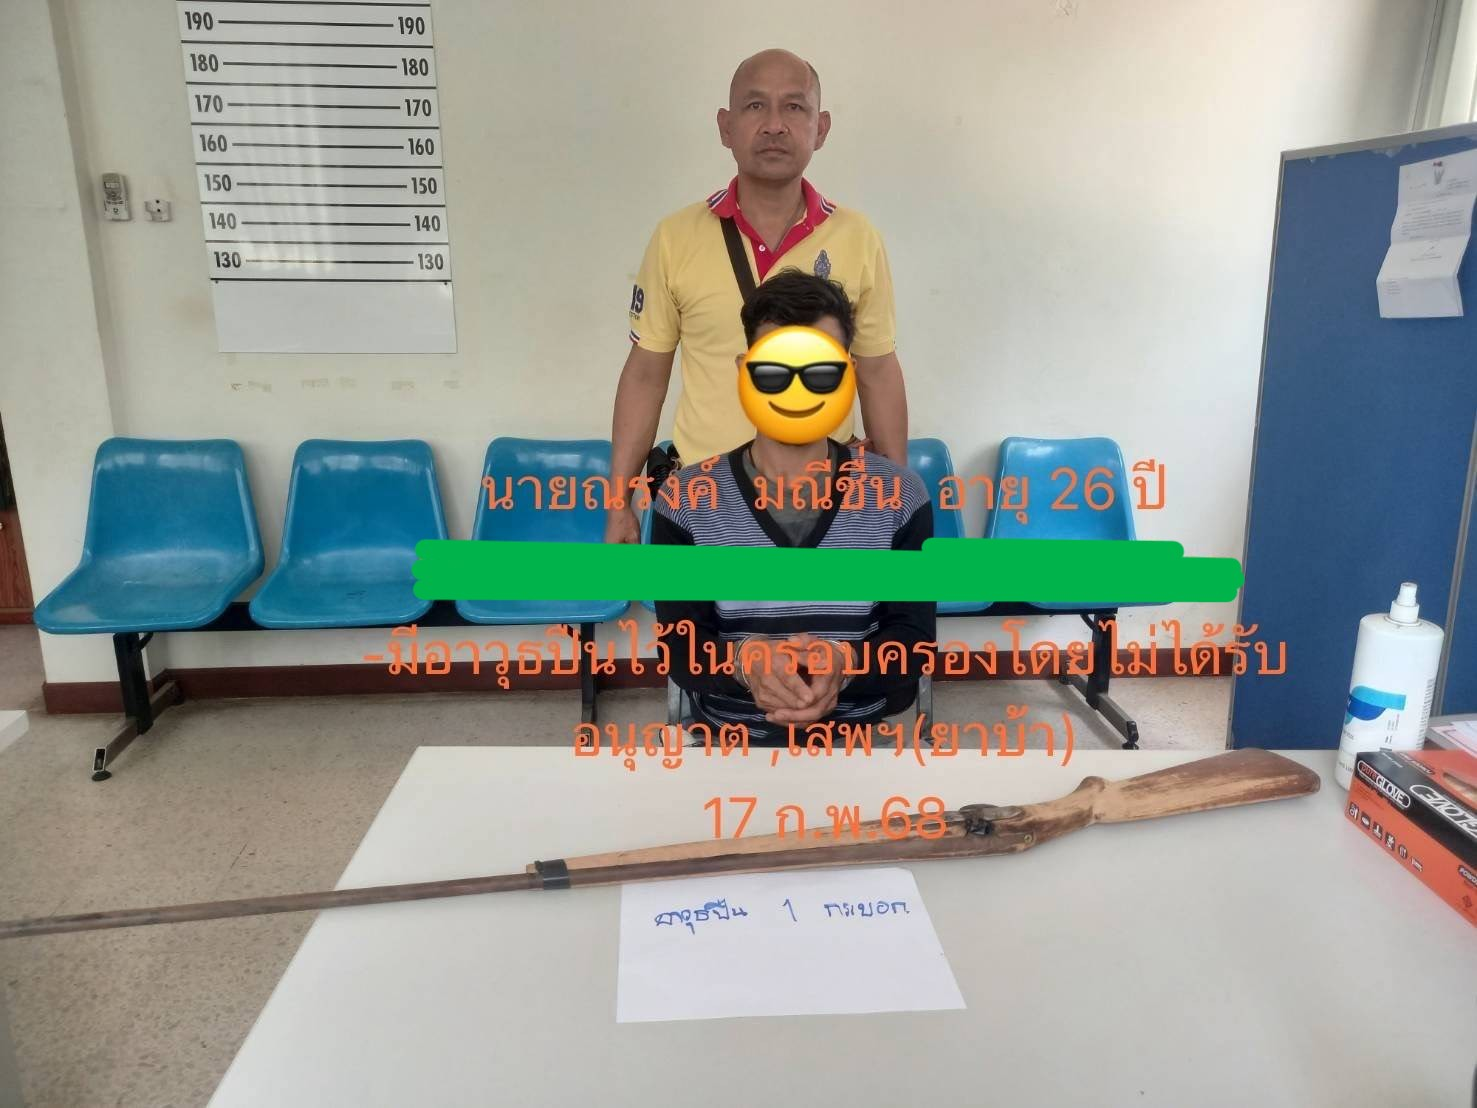 190 190
180 180
170 170
160 160
150 150
140 140
130 130
19
นายณรงค์ มณีชื่น อายุ 26 ปี
-มีอาวุธปืนไว้ในครอบครองโดยไม่ได้รับ
อนุญาต ,เสพฯ(ยาบ้า)
17 ก.พ.68
อาวุธปืน 1 กระบอก
GLOVE